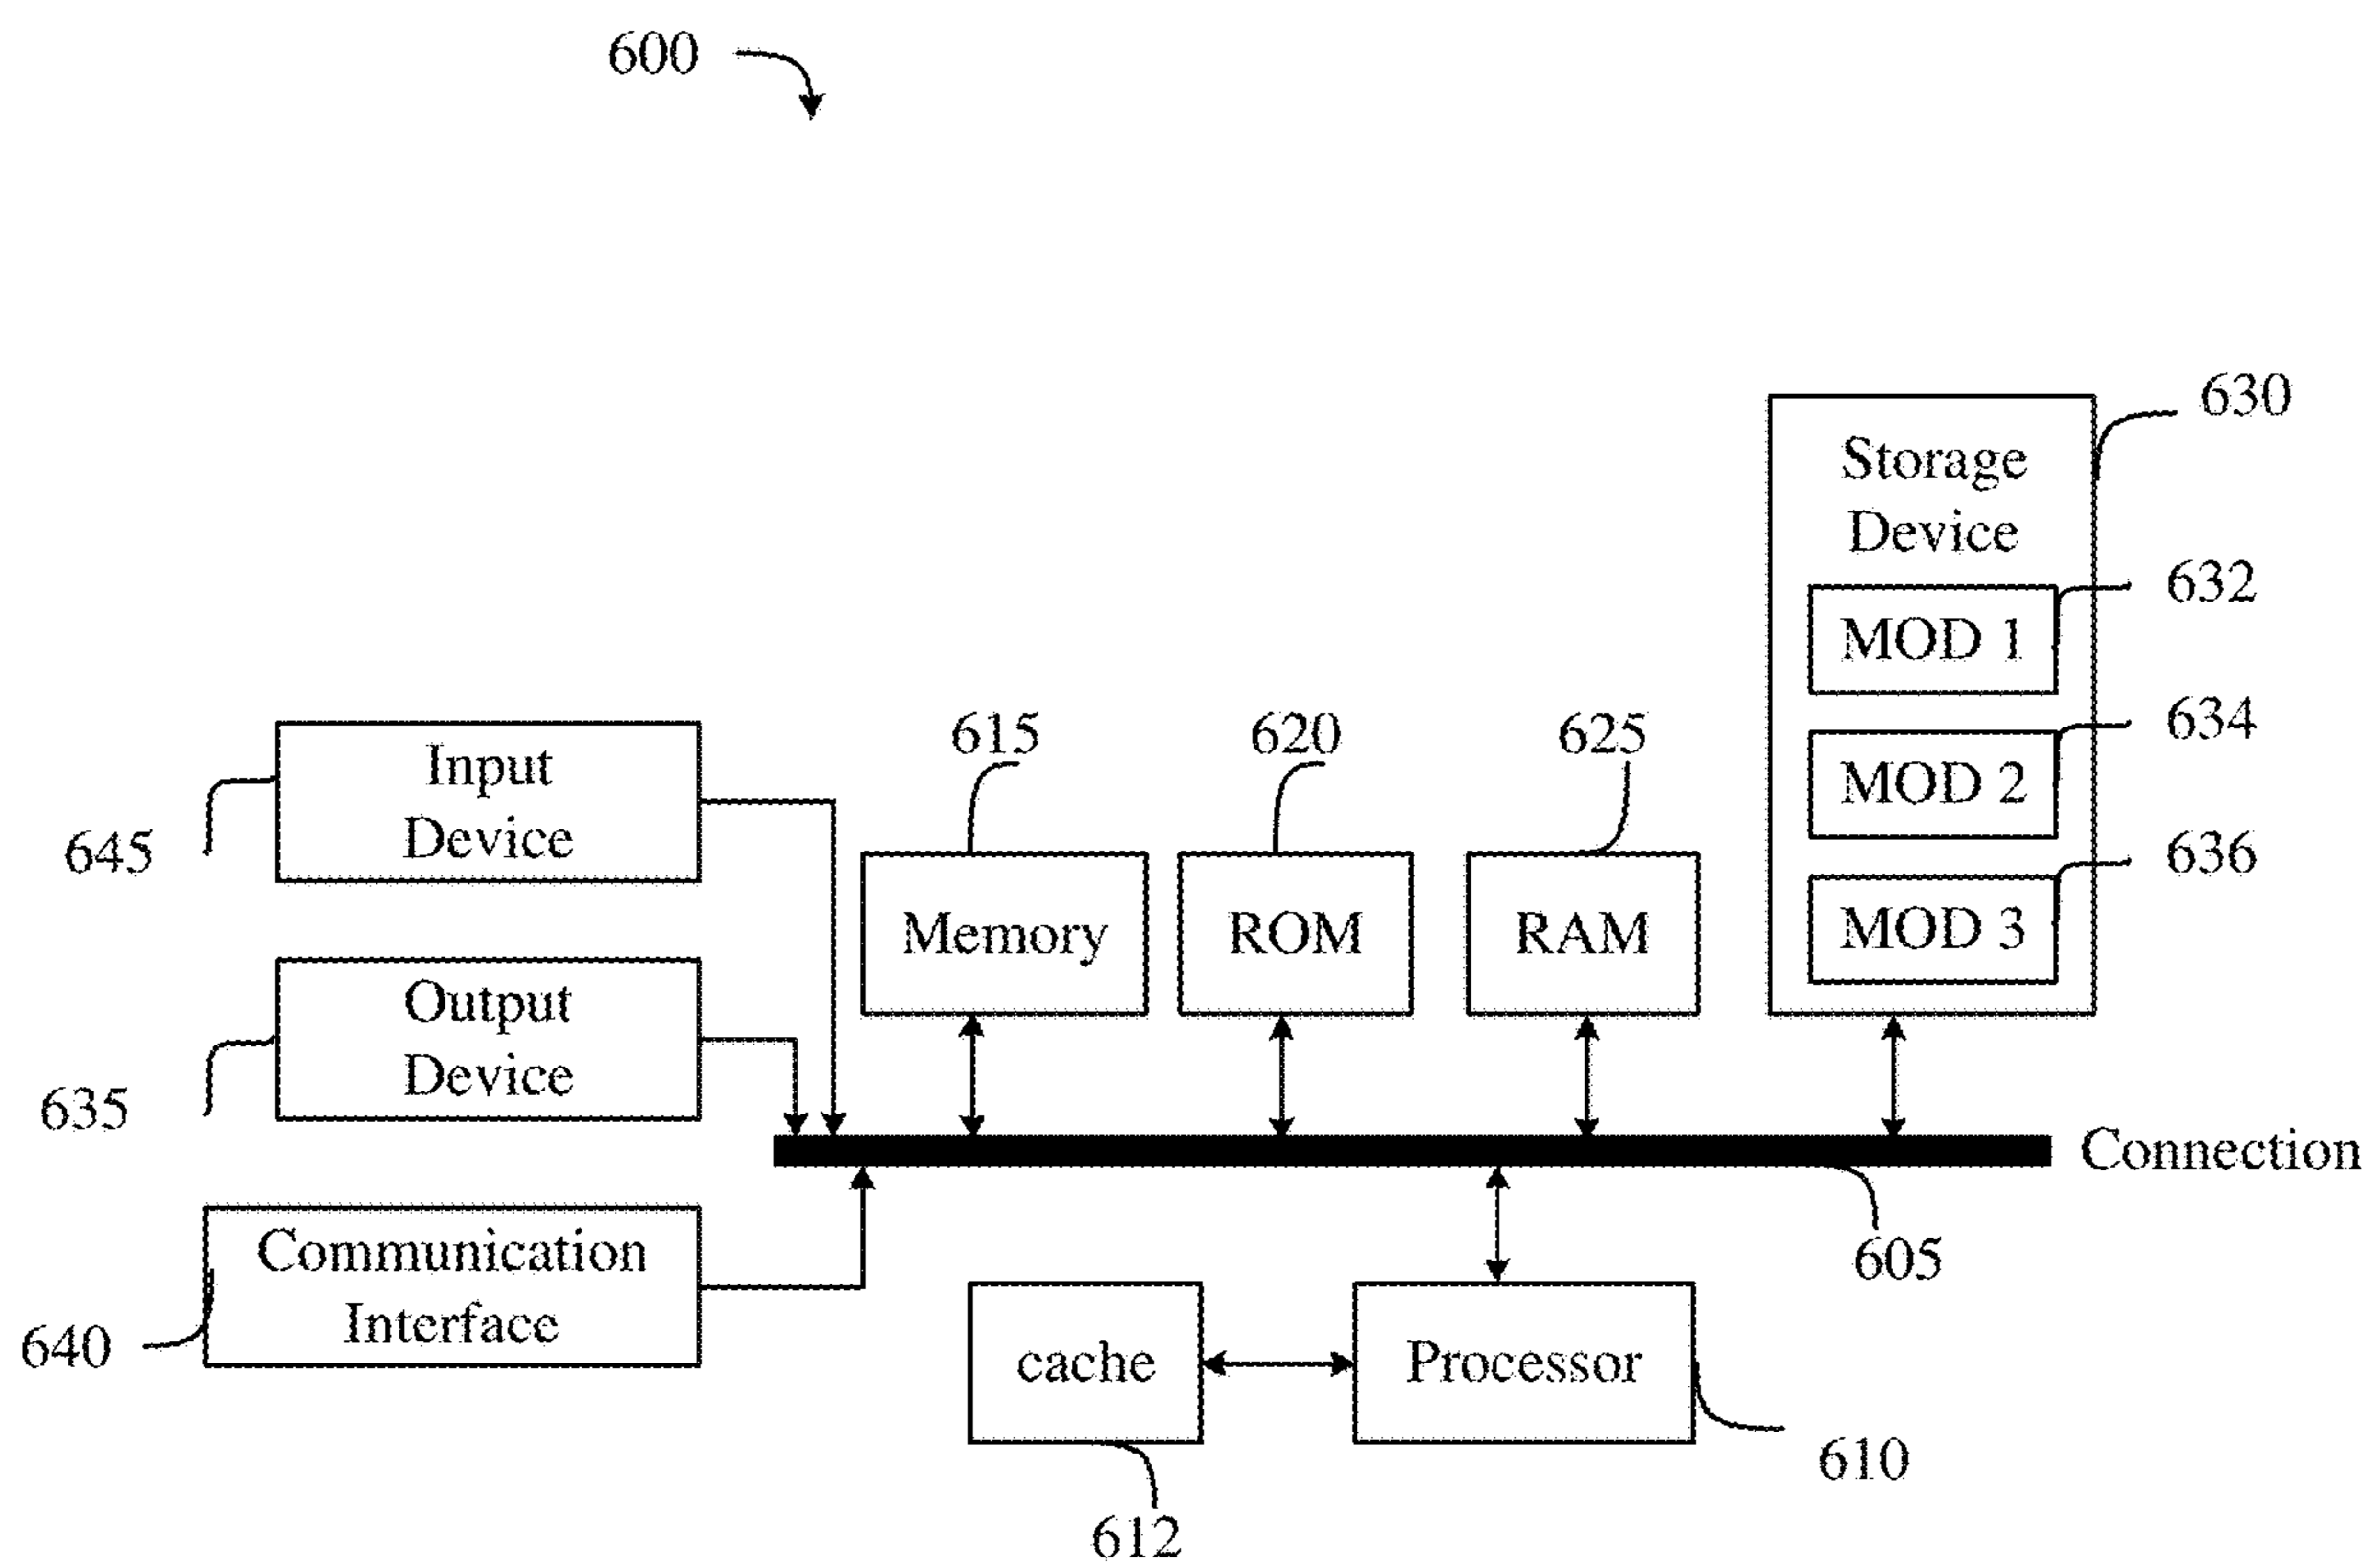 600
630
Storage
Device
632
MOD 1
634
MOD 2
636
MOD 3
615
620
625
Input
Device
645
Memory
ROM
RAM
Output
Device
635
Connection
605
Communication
Interface
640
cache
Processor
610
612